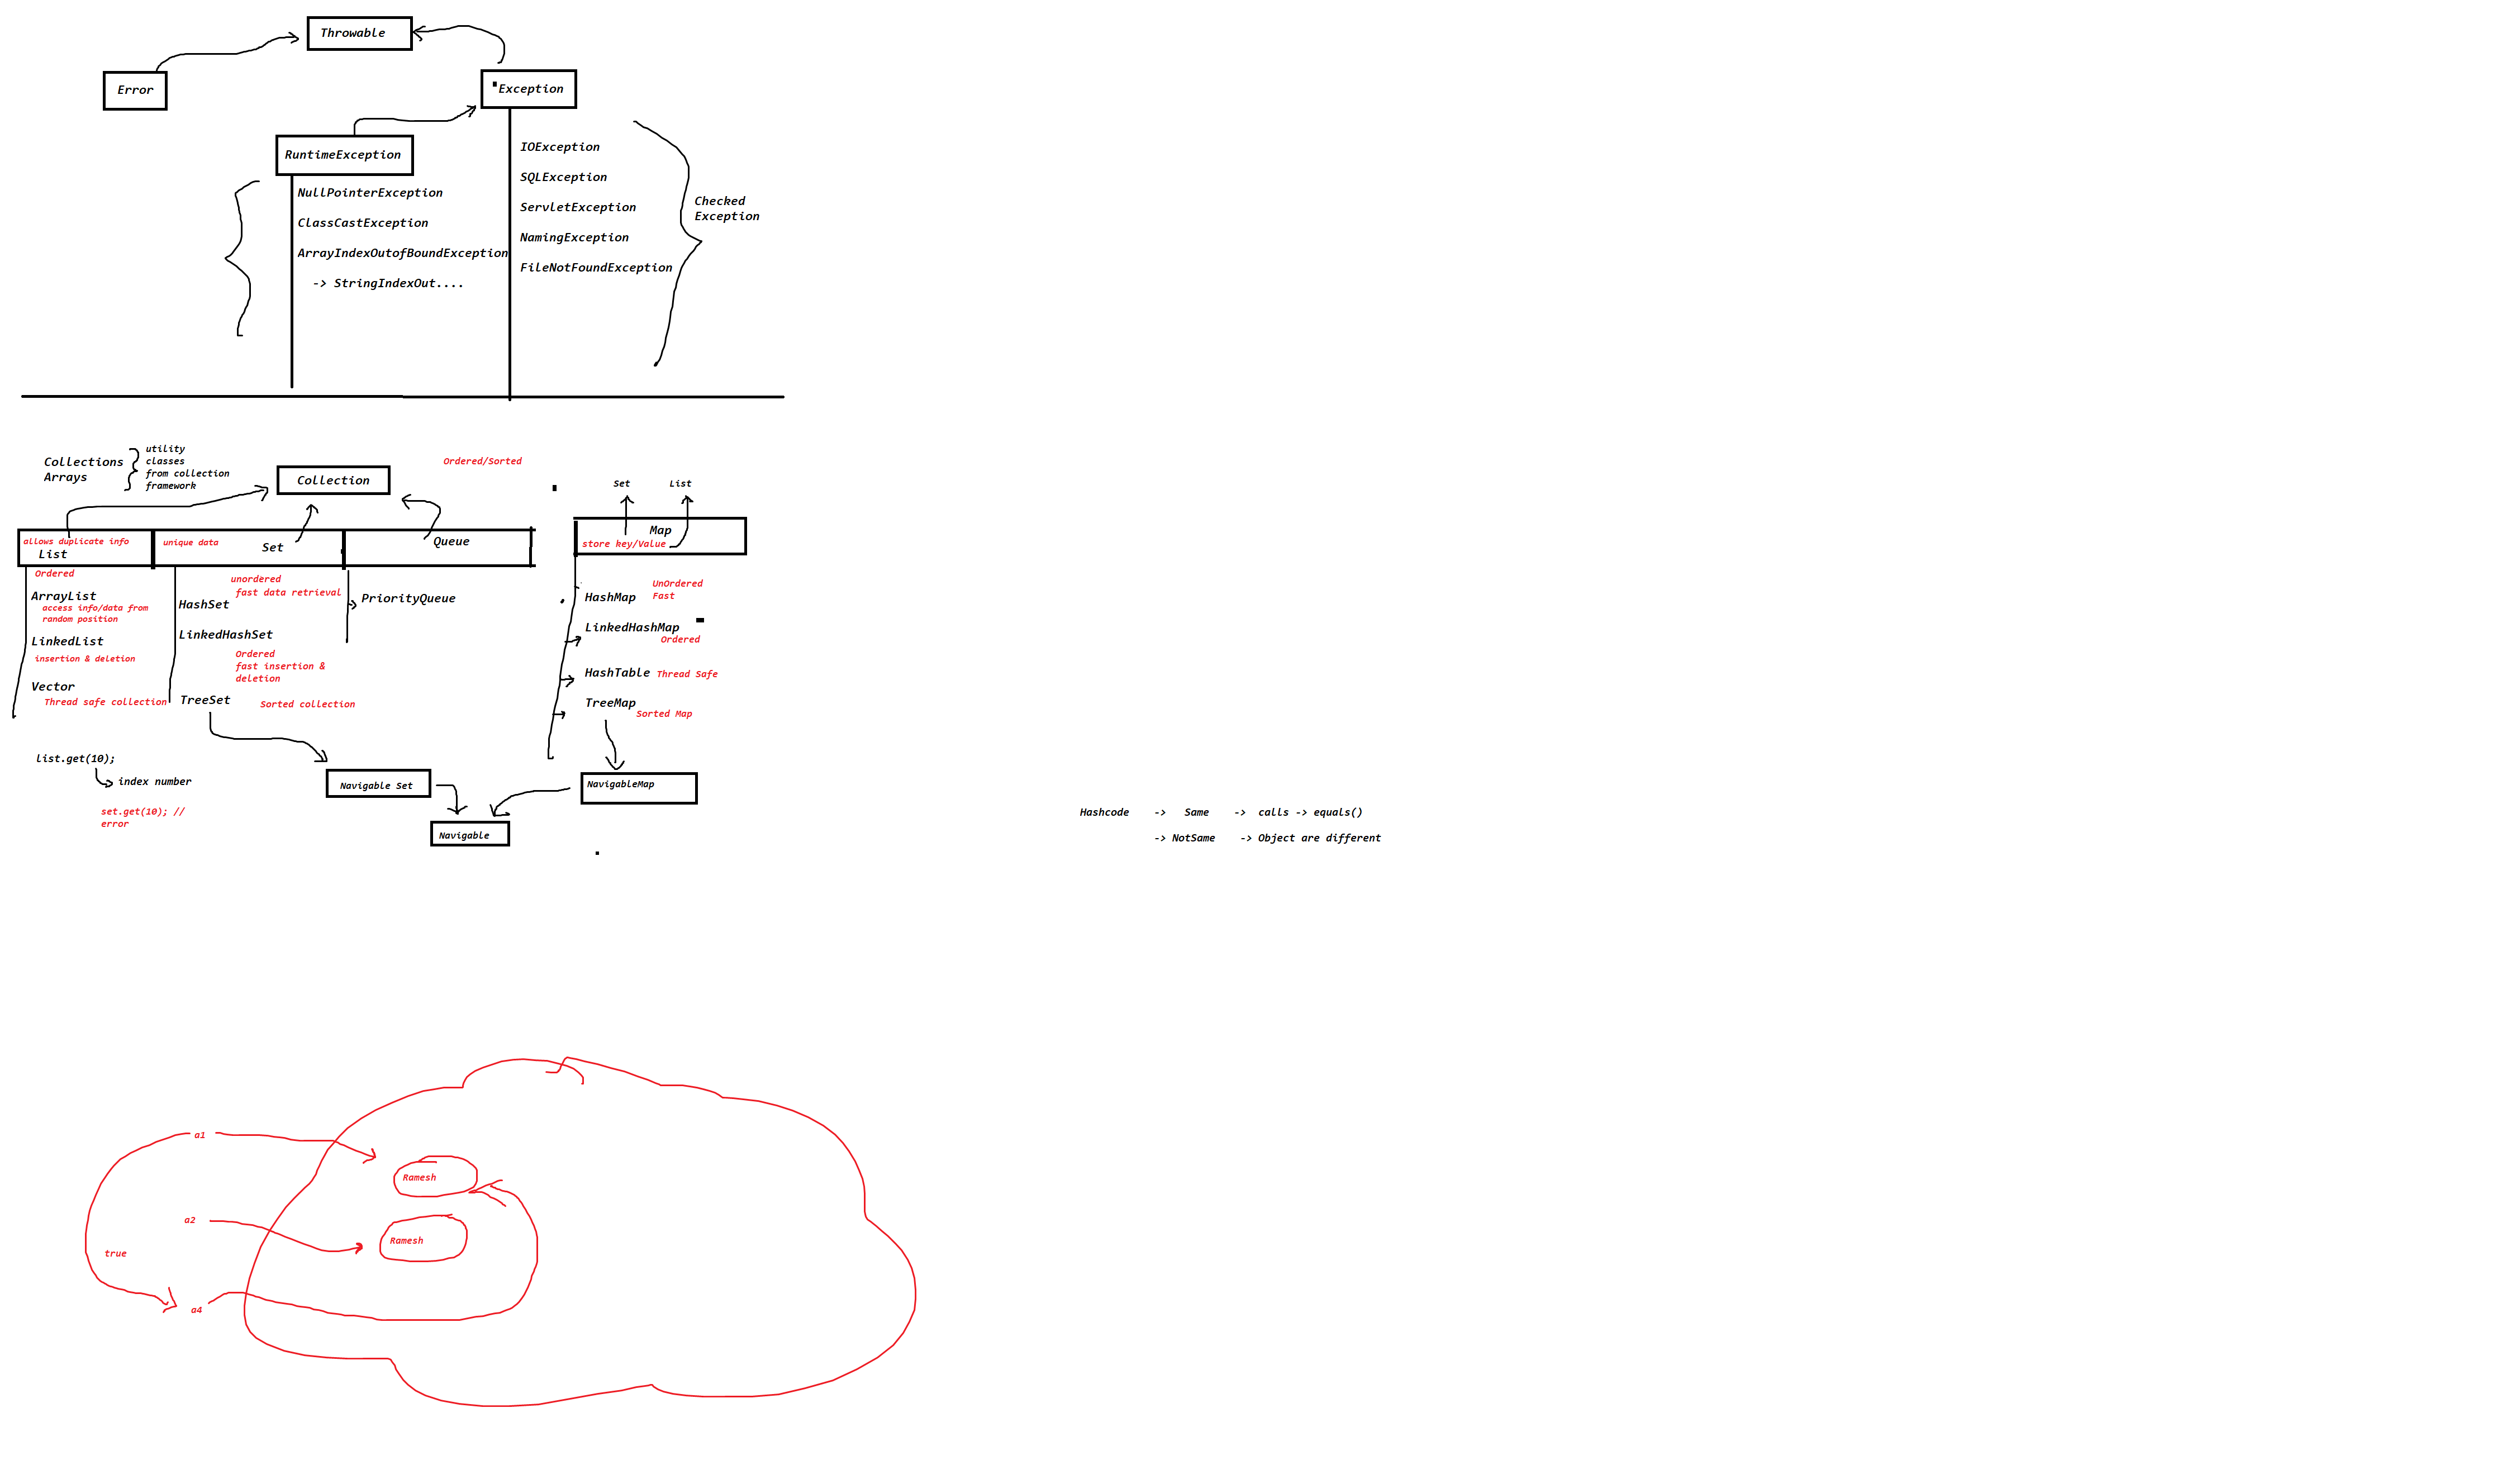 Throwable
Error
Exception
RuntimeException
NullPointerException
ClassCastException
ArrayIndexOutofBoundException
-> StringIndexOut....
IOException
SQLException
ServletException
NamingException
FileNotFoundException
Checked
Exception
Collections
Arrays
utility
classes
from collection
framework
Collection
Ordered/Sorted
Set
List
allows duplicate info
List
unique data
Set
Queue
Map
store key/Value
Ordered
ArrayList
access info/data from
random position
LinkedList
insertion & deletion
Vector
Thread safe collection
unordered
fast data retrieval
HashSet
LinkedHashSet
Ordered
fast insertion &
deletion
TreeSet
Sorted collection
PriorityQueue
UnOrdered
Fast
HashMap
LinkedHashMap
Ordered
HashTable
Thread Safe
TreeMap
Sorted Map
list.get(10);
index number
set.get(10); //
error
Navigable Set
NavigableMap
Navigable
Hashcode -> Same -> calls -> equals()
-> NotSame -> Object are different
a1
Ramesh
a2
Ramesh
true
a4